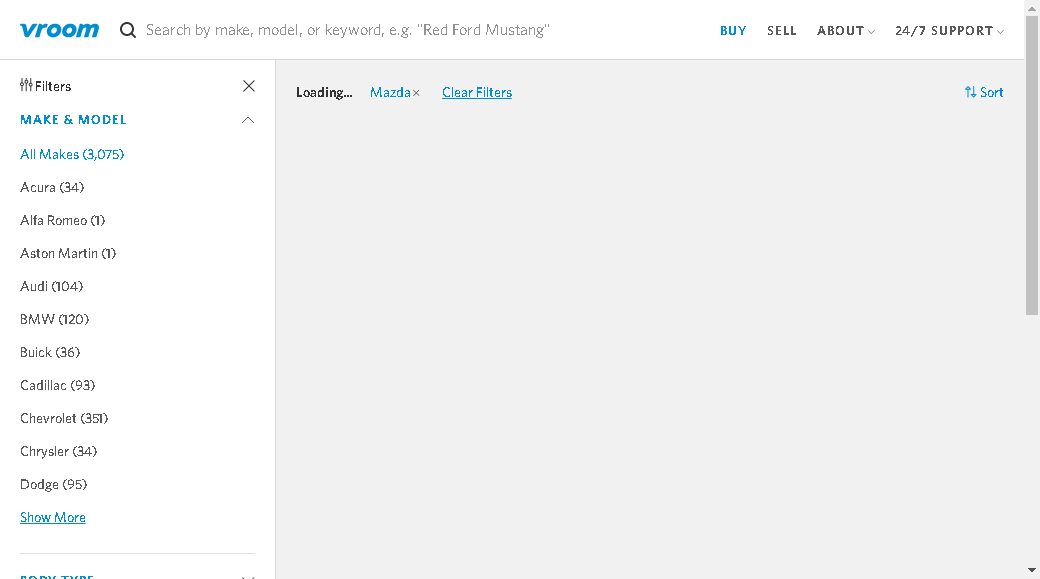 vroom
Search by make, model, or keyword, e.g. "Red Ford Mustang"
BUY
SELL
ABOUT
24/7 SUPPORT
Filters
MAKE & MODEL
All Makes (3,075)
Acura (34)
Alfa Romeo (1)
Aston Martin (1)
Audi (104)
BMW (120)
Buick (36)
Cadillac (93)
Chevrolet (351)
Chrysler (34)
Dodge (95)
Show More
BODY TYPE
Loading...
Mazda×
Clear Filters
Sort